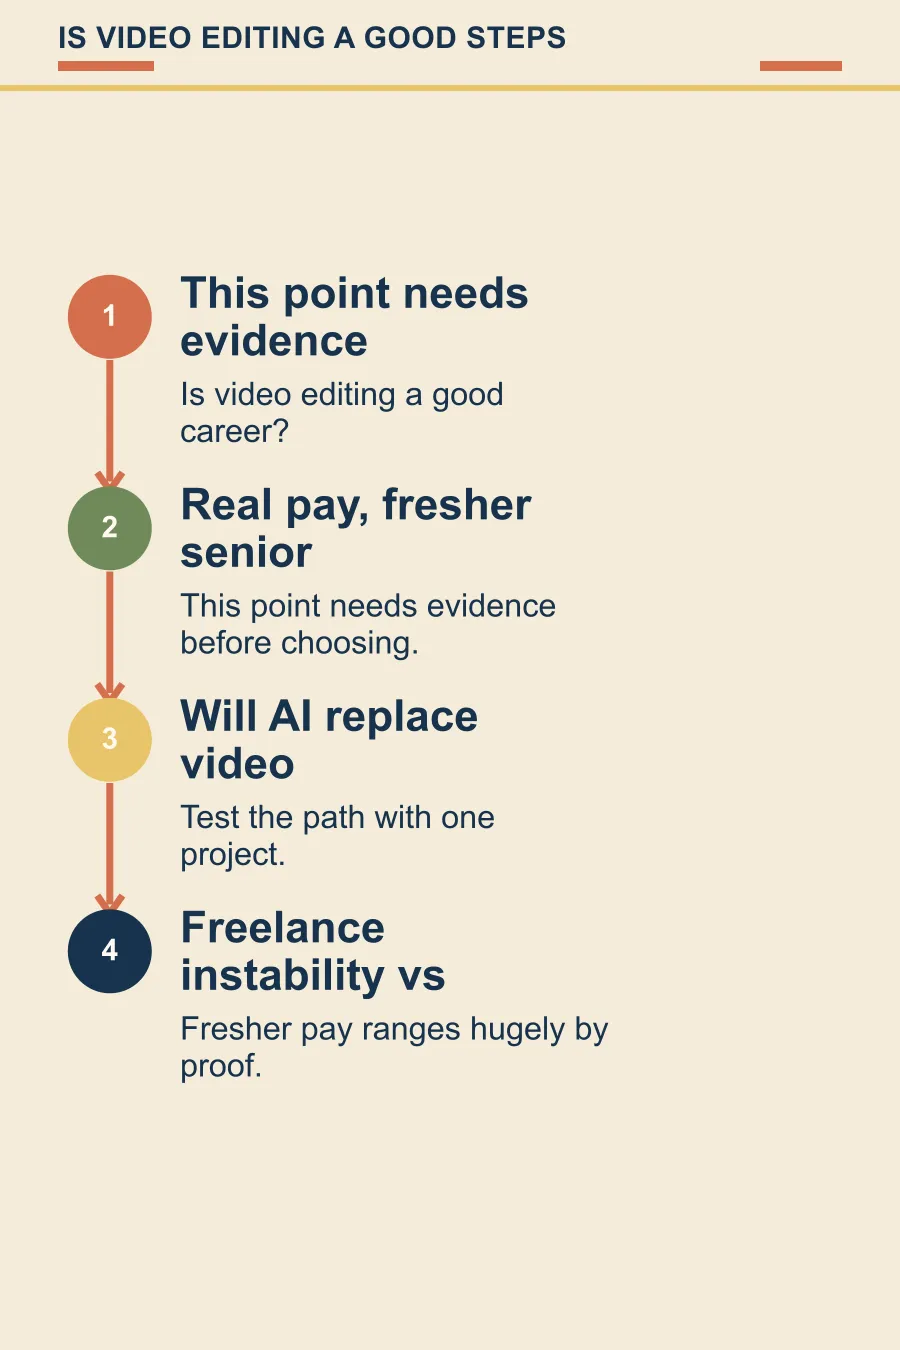 IS VIDEO EDITING A GOOD STEPS
1
This point needs
evidence
Is video editing a good
career?
2
Real pay, fresher
senior
This point needs evidence
before choosing.
3
Will AI replace
video
Test the path with one
project.
4
Freelance
instability vs
Fresher pay ranges hugely by
proof.